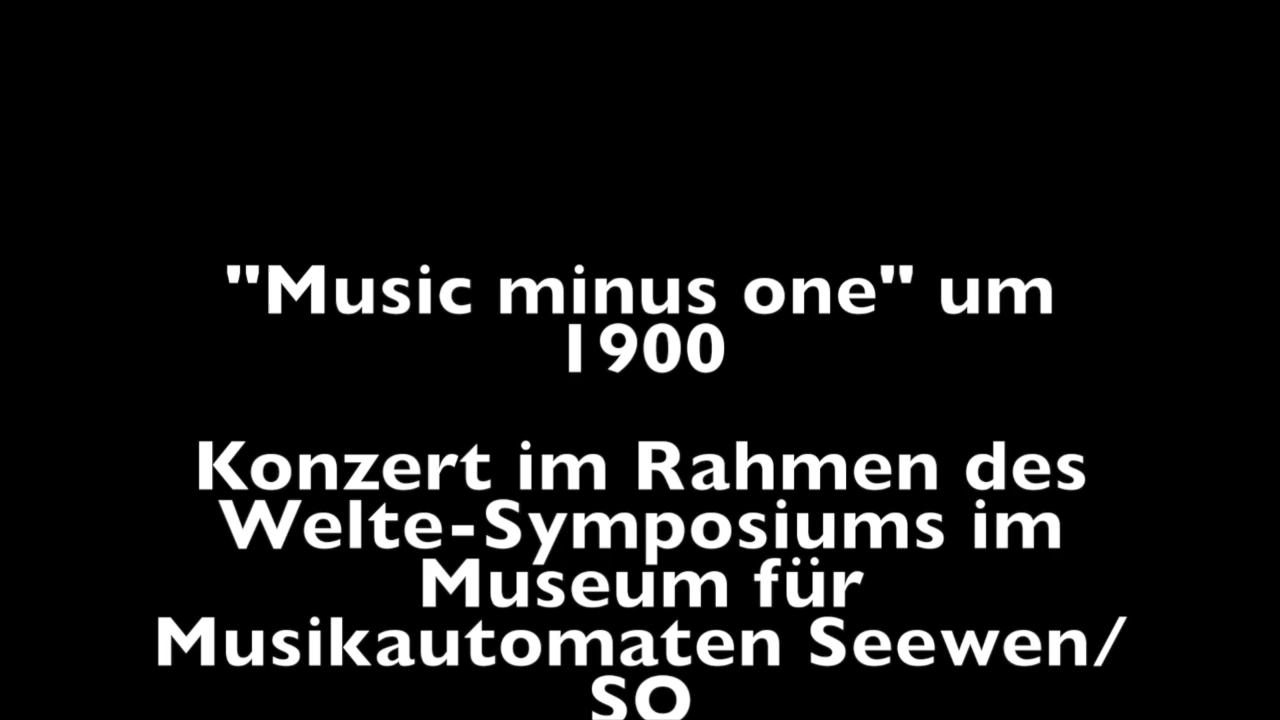 "Music minus one" um
1900
Konzert im Rahmen des
Welte-Symposiums im
Museum für
Musikautomaten Seewen/
SO